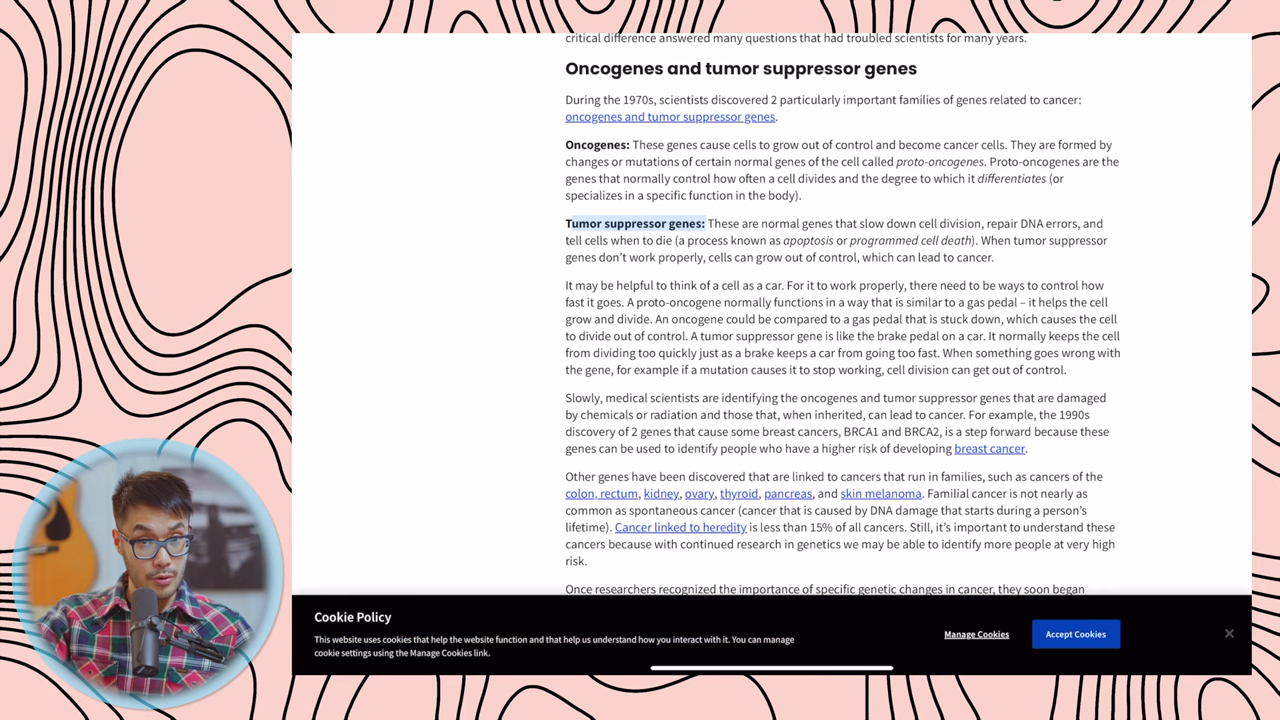 critical difference answered many questions that had troubled scientists for many years.
Oncogenes and tumor suppressor genes
During the 1970s, scientists discovered 2 particularly important families of genes related to cancer:
oncogenes and tumor suppressor genes.
Oncogenes: These genes cause cells to grow out of control and become cancer cells. They are formed by
changes or mutations of certain normal genes of the cell called proto-oncogenes. Proto-oncogenes are the
genes that normally control how often a cell divides and the degree to which it differentiates (or
specializes in a specific function in the body).
Tumor suppressor genes: These are normal genes that slow down cell division, repair DNA errors, and
tell cells when to die (a process known as apoptosis or programmed cell death). When tumor suppressor
genes don’t work properly, cells can grow out of control, which can lead to cancer.
It may be helpful to think of a cell as a car. For it to work properly, there need to be ways to control how
fast it goes. A proto-oncogene normally functions in a way that is similar to a gas pedal – it helps the cell
grow and divide. An oncogene could be compared to a gas pedal that is stuck down, which causes the cell
to divide out of control. A tumor suppressor gene is like the brake pedal on a car. It normally keeps the cell
from dividing too quickly just as a brake keeps a car from going too fast. When something goes wrong with
the gene, for example if a mutation causes it to stop working, cell division can get out of control.
Slowly, medical scientists are identifying the oncogenes and tumor suppressor genes that are damaged
by chemicals or radiation and those that, when inherited, can lead to cancer. For example, the 1990s
discovery of 2 genes that cause some breast cancers, BRCA1 and BRCA2, is a step forward because these
genes can be used to identify people who have a higher risk of developing breast cancer.
Other genes have been discovered that are linked to cancers that run in families, such as cancers of the
colon, rectum, kidney, ovary, thyroid, pancreas, and skin melanoma. Familial cancer is not nearly as
common as spontaneous cancer (cancer that is caused by DNA damage that starts during a person’s
lifetime). Cancer linked to heredity is less than 15% of all cancers. Still, it’s important to understand these
cancers because with continued research in genetics we may be able to identify more people at very high
risk.
Once researchers recognized the importance of specific genetic changes in cancer, they soon began
Cookie Policy
This website uses cookies that help the website function and that help us understand how you interact with it. You can manage
cookie settings using the Manage Cookies link.
Manage Cookies
Accept Cookies